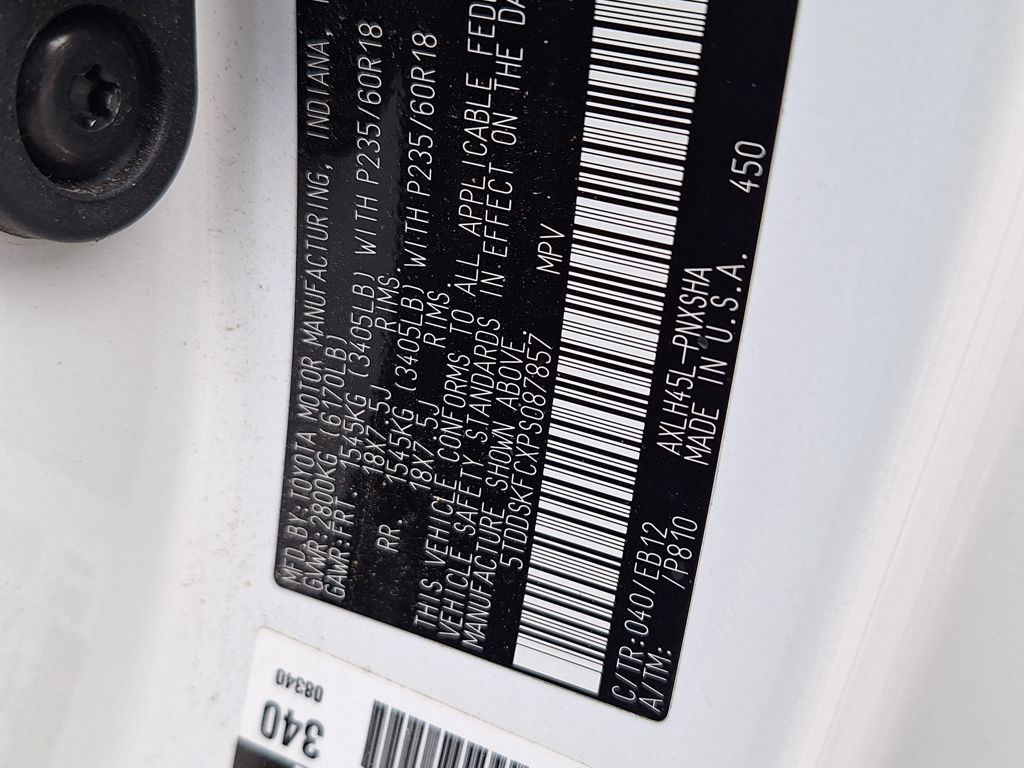 MFD.BY:TOYOTA MOTOR MANUFACTURING, INDIANA,
GVWR:2800KG (6170LB)
GAWR:FRT. 1545KG (3405LB) WITH P235/60R18
18X7.5J RIMS.
RR. 1545KG (3405LB) WITH P235/60R18
18X7.5J RIMS.
THIS VEHICLE CONFORMS TO ALL APPLICABLE
VEHICLE SAFETY STANDARDS IN EFFECT ON THE
MANUFACTURE SHOWN ABOVE.
5TDDSKFCXPS087857 MPV
C/TR:040/EB12 AXLH45L-PNXSHA 450
A/TM: /P810 MADE IN U.S.A.
340
08340